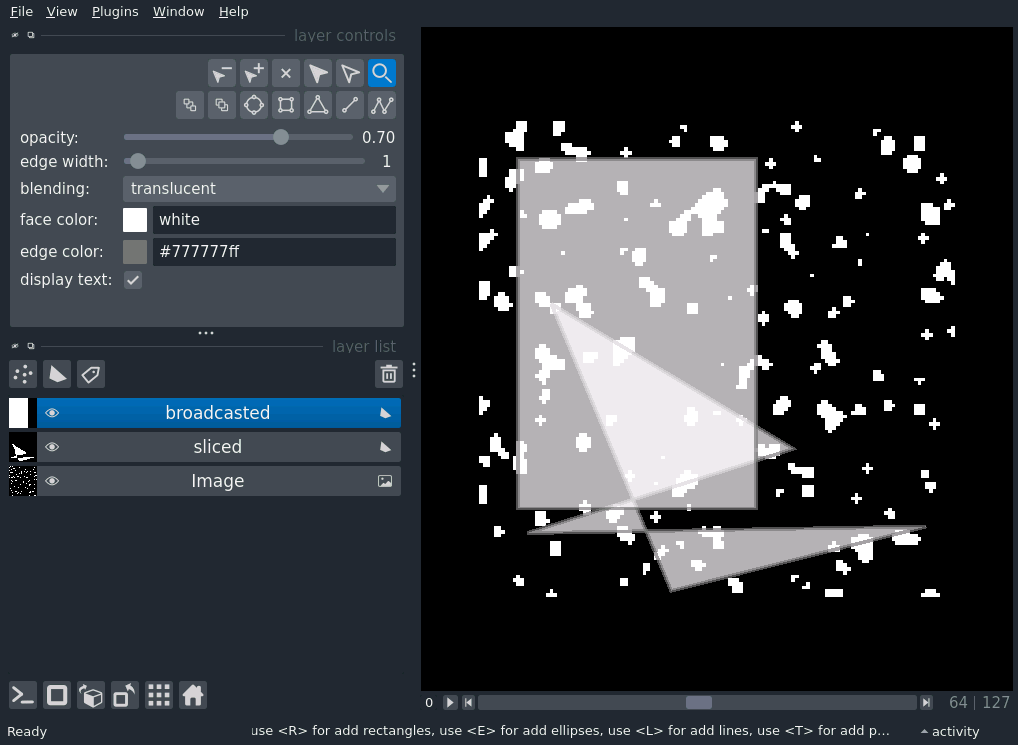 File View Plugins Window Help
layer controls
opacity: 0.70
edge width: 1
blending: translucent
face color: white
edge color: #777777ff
display text:
layer list
broadcasted
sliced
Image
0 64 | 127
Ready use <R> for add rectangles, use <E> for add ellipses, use <L> for add lines, use <T> for add p... activity